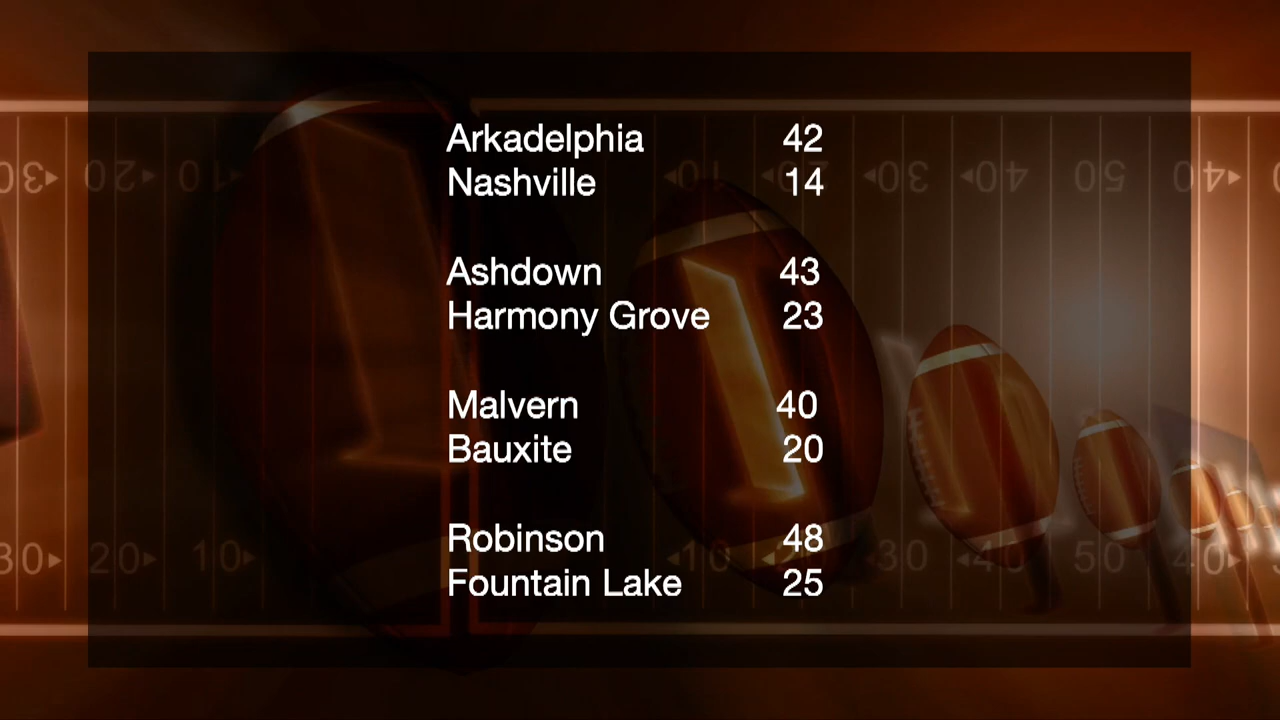 Arkadelphia 42
Nashville 14
Ashdown 43
Harmony Grove 23
Malvern 40
Bauxite 20
Robinson 48
Fountain Lake 25